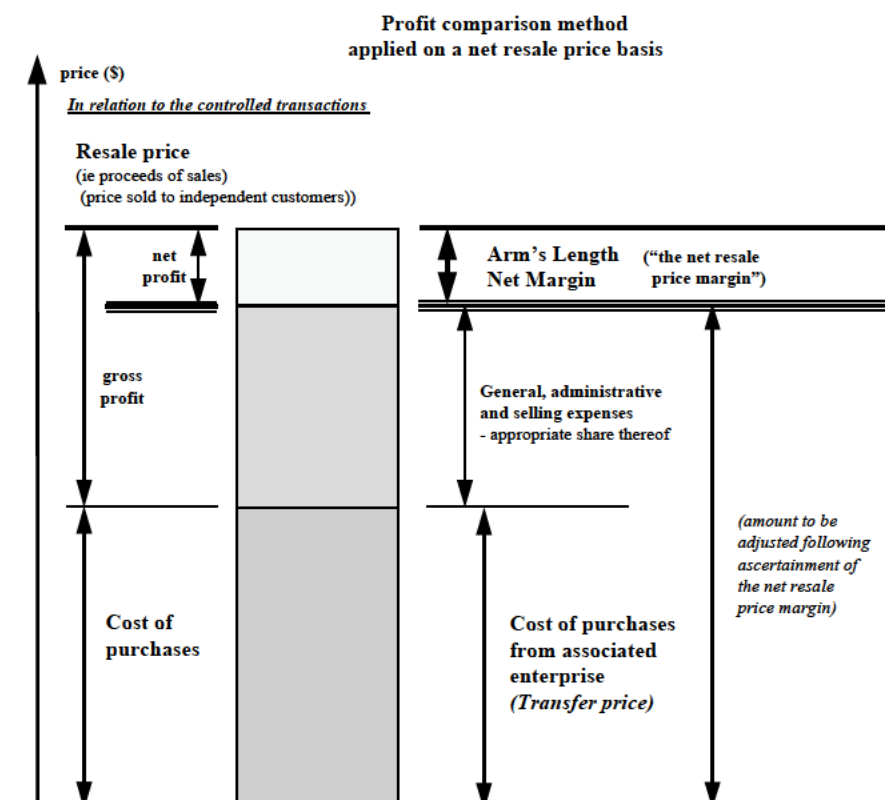 Profit comparison method
applied on a net resale price basis
price ($)
In relation to the controlled transactions
Resale price
(ie proceeds of sales)
(price sold to independent customers))
net
profit
Arm's Length
Net Margin
("the net resale
price margin")
gross
profit
General, administrative
and selling expenses
- appropriate share thereof
(amount to be
adjusted following
ascertainment of
the net resale
price margin)
Cost of
purchases
Cost of purchases
from associated
enterprise
(Transfer price)